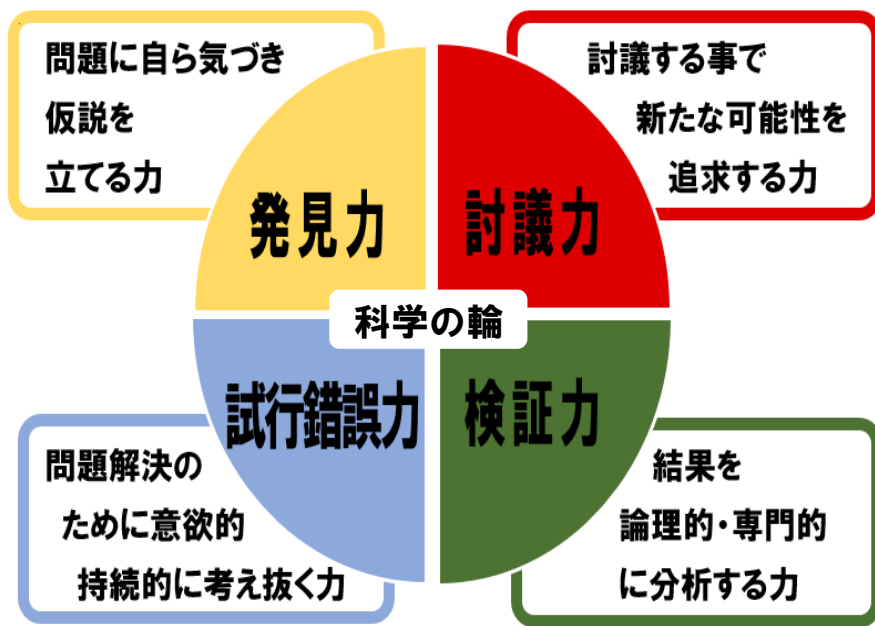 問題に自ら気づき
仮説を
立てる力
討議する事で
新たな可能性を
追求する力
発見力
討議力
科学の輪
試行錯誤力
検証力
問題解決の
ために意欲的
持続的に考え抜く力
結果を
論理的・専門的
に分析する力